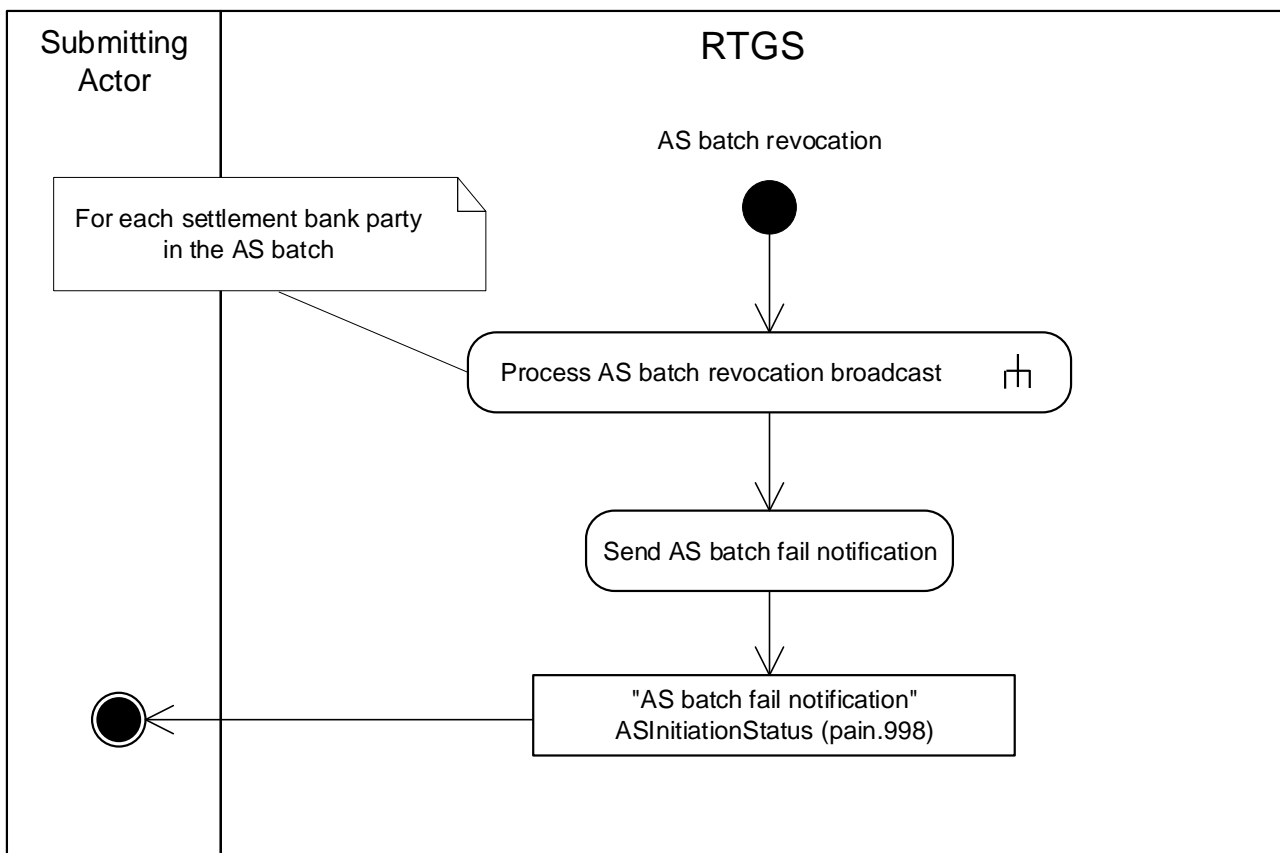 Submitting
Actor
RTGS
AS batch revocation
For each settlement bank party
in the AS batch
Process AS batch revocation broadcast
Send AS batch fail notification
"AS batch fail notification"
ASInitiationStatus (pain.998)